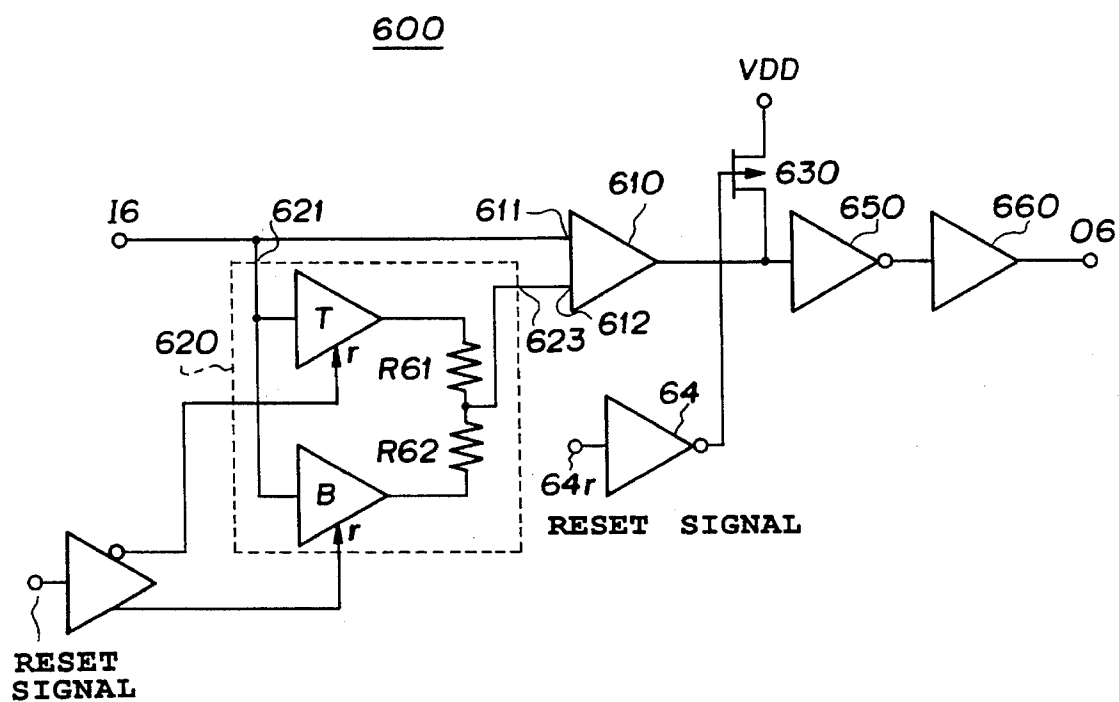 600
VDD
630
I6
621
611
610
650
660
O6
T
r
R61
620
623
612
R62
B
r
64
64r
RESET SIGNAL
RESET
SIGNAL